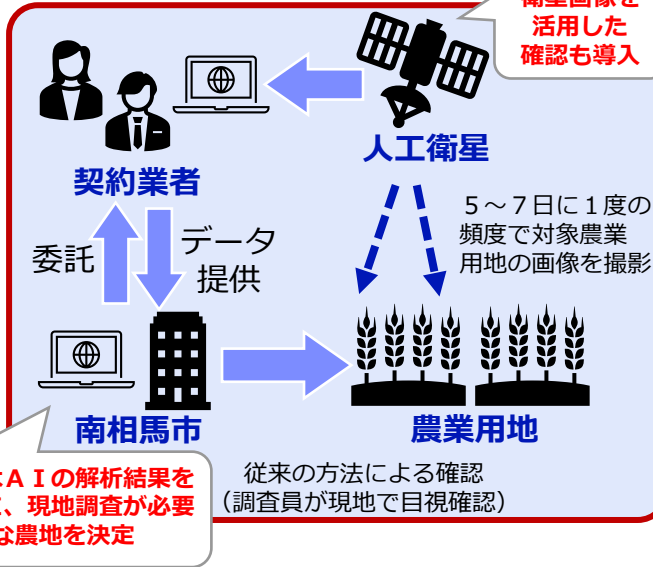 衛星画像を
活用した
確認も導入
人工衛星
契約業者
5～7日に1度の
頻度で対象農業
用地の画像を撮影
委託
データ
提供
南相馬市
農業用地
ＡＩの解析結果を
、現地調査が必要
な農地を決定
従来の方法による確認
（調査員が現地で目視確認）